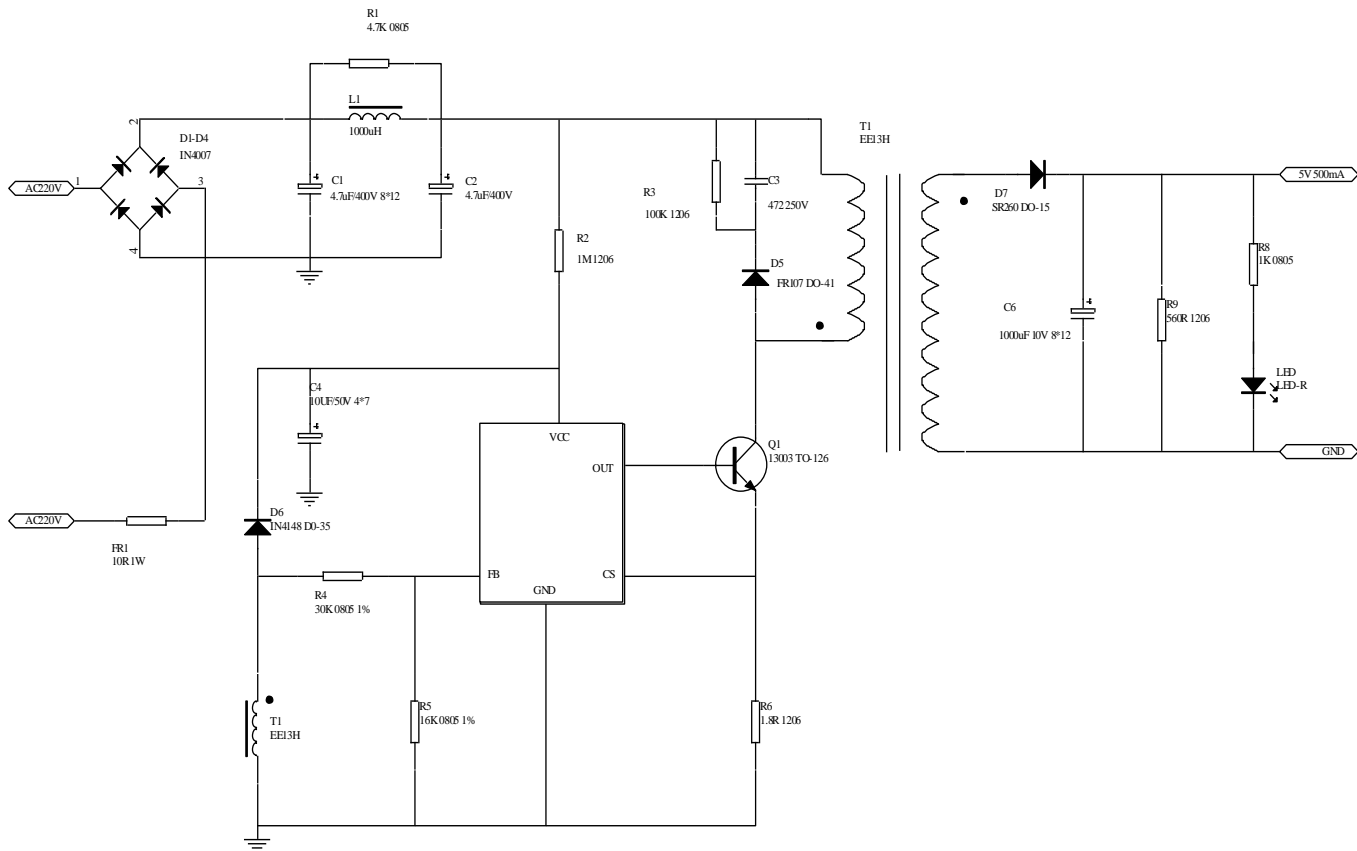 R1
4.7K 0805
L1
1000uH
2
D1-D4
IN4007
AC220V
1
3
4
C1
4.7uF/400V 8*12
C2
4.7uF/400V
R2
1M 1206
R3
100K 1206
C3
472 250V
D5
FR107 DO-41
T1
EE13H
D7
SR260 DO-15
5V 500mA
R8
1K 0805
C6
1000uF 10V 8*12
R9
560R 1206
LED
LED-R
GND
C4
10UF/50V 4*7
VCC
OUT
FB
CS
GND
Q1
13003 TO-126
AC220V
FR1
10R 1W
D6
IN4148 D0-35
R4
30K 0805 1%
T1
EE13H
R5
16K 0805 1%
R6
1.8R 1206